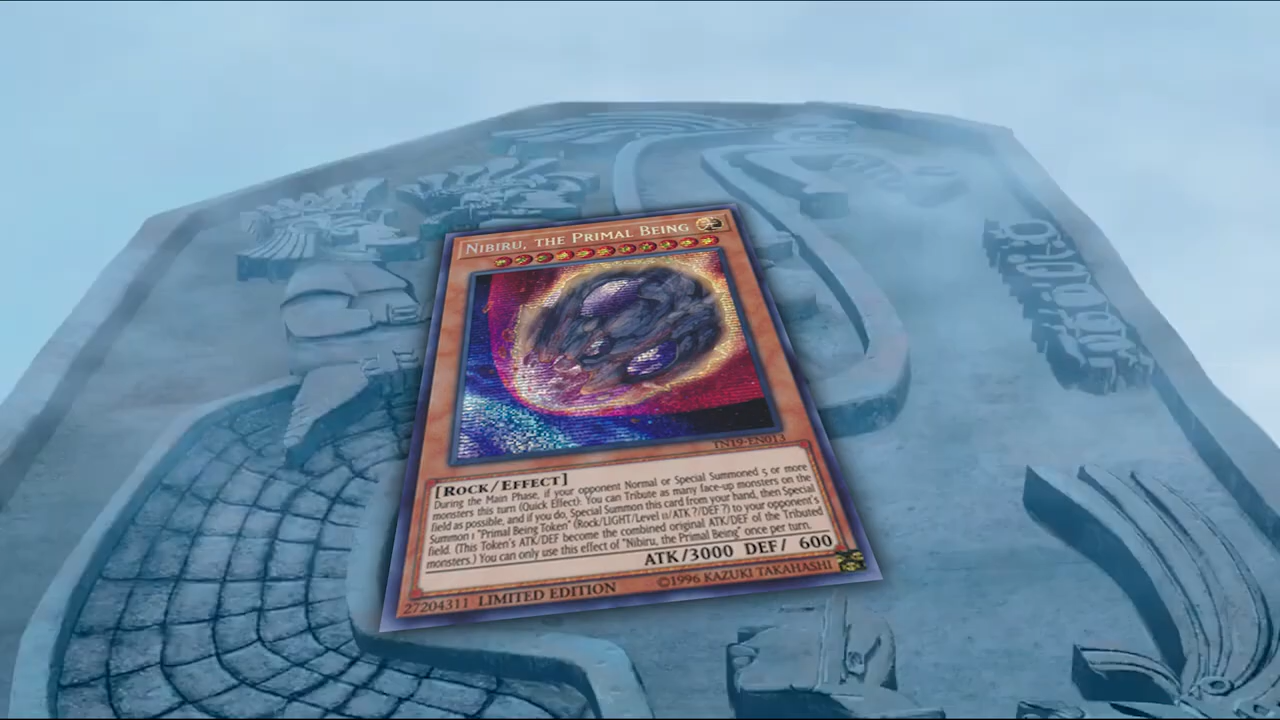 NIBIRU, THE PRIMAL BEING
TN19-EN013
[ROCK/EFFECT]
During the Main Phase, if your opponent Normal or Special Summoned 5 or more
monsters this turn (Quick Effect): You can Tribute as many face-up monsters on the
field as possible, and if you do, Special Summon this card from your hand, then Special
Summon 1 "Primal Being Token" (Rock/LIGHT/Level 11/ATK ?/DEF ?) to your opponent's
field. (This Token's ATK/DEF become the combined original ATK/DEF of the Tributed
monsters.) You can only use this effect of "Nibiru, the Primal Being" once per turn.
ATK/3000 DEF/ 600
27204311 LIMITED EDITION ©1996 KAZUKI TAKAHASHI